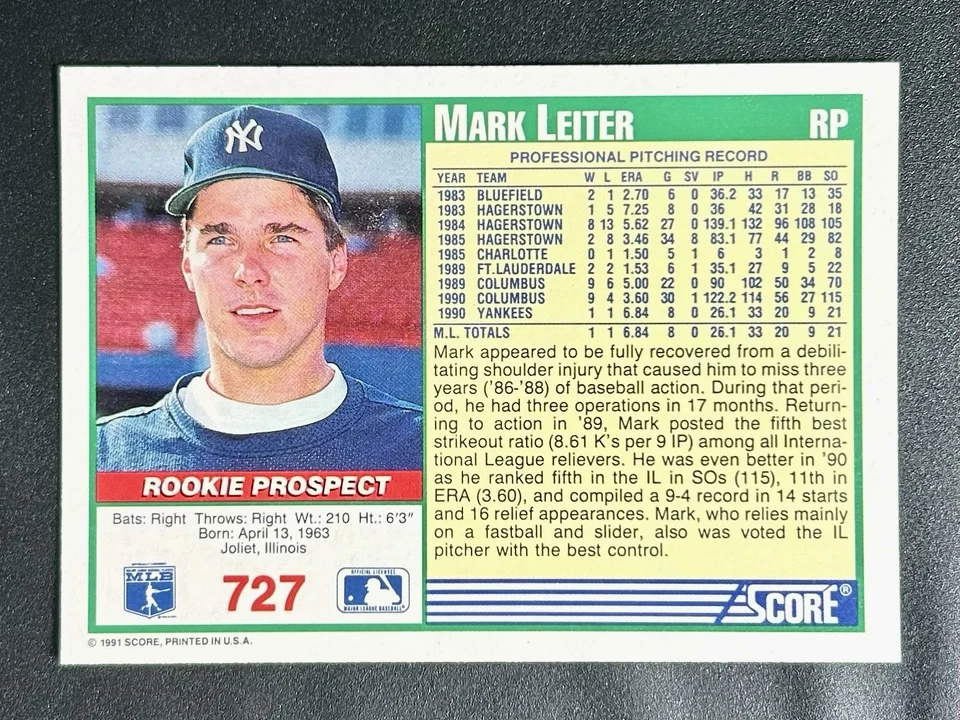 NY
MARK LEITER RP
PROFESSIONAL PITCHING RECORD
YEAR TEAM W L ERA G SV IP H R BB SO
1983 BLUEFIELD 2 1 2.70 6 0 36.2 33 17 13 35
1983 HAGERSTOWN 1 5 7.25 8 0 36 42 31 28 18
1984 HAGERSTOWN 8 13 5.62 27 0 139.1 132 96 108 105
1985 HAGERSTOWN 2 8 3.46 34 8 83.1 77 44 29 82
1985 CHARLOTTE 0 1 1.50 5 1 6 3 1 2 8
1989 FT.LAUDERDALE 2 2 1.53 6 1 35.1 27 9 5 22
1989 COLUMBUS 9 6 5.00 22 0 90 102 50 34 70
1990 COLUMBUS 9 4 3.60 30 1 122.2 114 56 27 115
1990 YANKEES 1 1 6.84 8 0 26.1 33 20 9 21
M.L. TOTALS 1 1 6.84 8 0 26.1 33 20 9 21
Mark appeared to be fully recovered from a debili-
tating shoulder injury that caused him to miss three
years ('86-'88) of baseball action. During that peri-
od, he had three operations in 17 months. Return-
ing to action in '89, Mark posted the fifth best
strikeout ratio (8.61 K's per 9 IP) among all Interna-
tional League relievers. He was even better in '90
as he ranked fifth in the IL in SOs (115), 11th in
ERA (3.60), and compiled a 9-4 record in 14 starts
and 16 relief appearances. Mark, who relies mainly
on a fastball and slider, also was voted the IL
pitcher with the best control.
ROOKIE PROSPECT
Bats: Right Throws: Right Wt.: 210 Ht.: 6'3"
Born: April 13, 1963
Joliet, Illinois
MLB
727
OFFICIAL LICENSEE
MAJOR LEAGUE BASEBALL
SCORE®
© 1991 SCORE, PRINTED IN U.S.A.